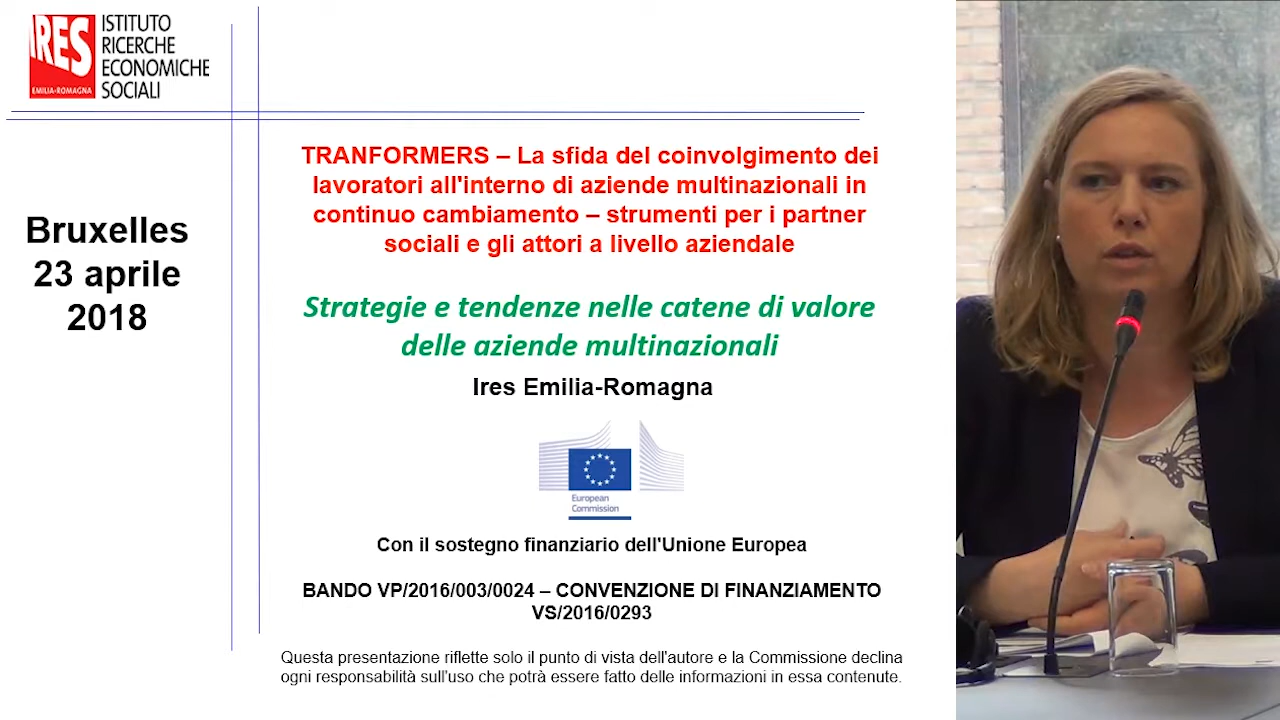 IRES
EMILIA-ROMAGNA
ISTITUTO
RICERCHE
ECONOMICHE
SOCIALI
Bruxelles
23 aprile
2018
TRANFORMERS – La sfida del coinvolgimento dei
lavoratori all'interno di aziende multinazionali in
continuo cambiamento – strumenti per i partner
sociali e gli attori a livello aziendale
Strategie e tendenze nelle catene di valore
delle aziende multinazionali
Ires Emilia-Romagna
European
Commission
Con il sostegno finanziario dell'Unione Europea
BANDO VP/2016/003/0024 – CONVENZIONE DI FINANZIAMENTO
VS/2016/0293
Questa presentazione riflette solo il punto di vista dell'autore e la Commissione declina
ogni responsabilità sull'uso che potrà essere fatto delle informazioni in essa contenute.